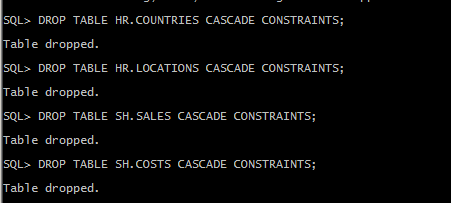 SQL> DROP TABLE HR.COUNTRIES CASCADE CONSTRAINTS;
Table dropped.
SQL> DROP TABLE HR.LOCATIONS CASCADE CONSTRAINTS;
Table dropped.
SQL> DROP TABLE SH.SALES CASCADE CONSTRAINTS;
Table dropped.
SQL> DROP TABLE SH.COSTS CASCADE CONSTRAINTS;
Table dropped.